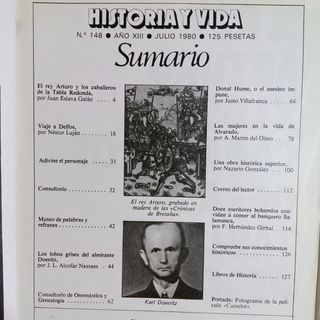 HISTORIA Y VIDA
N.º 148 ● AÑO XIII ● JULIO 1980 ● 125 PESETAS
Sumario
El rey Arturo y los caballeros
de la Tabla Redonda,
por Juan Eslava Galán ... 4
Viaje a Delfos,
por Néstor Luján ... 18
Adivine el personaje ... 31
Consultorio ... 32
Museo de palabras y
refranes ... 42
Los lobos grises del almirante
Doenitz,
por J. L. Alcofar Nassaes . 44
Consultorio de Onomástica y
Genealogía ... 62
El rey Arturo, grabado en
madera de las «Crónicas
de Bretaña».
Karl Doenitz
Donal Hume, o el asesino im-
pune,
por Justo Villafranca ... 64
Las mujeres en la vida de
Alvarado,
por A. Martín del Olmo .. 78
Una obra histórica superior,
por Nazario González .. 100
Correo del lector ... 112
Doce escritores bohemios con-
vidan a comer al banquero Sa-
lamanca,
por F. Hernández Girbal . 114
Compruebe sus conocimientos
históricos ... 126
Libros de Historia ... 127
Portada: Fotograma de la pelí-
cula «Camelot».